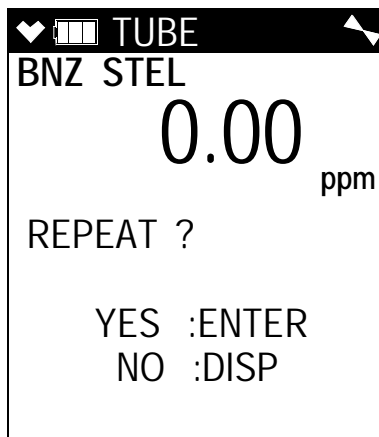 TUBE
BNZ STEL
0.00
ppm
REPEAT ?
YES :ENTER
NO :DISP